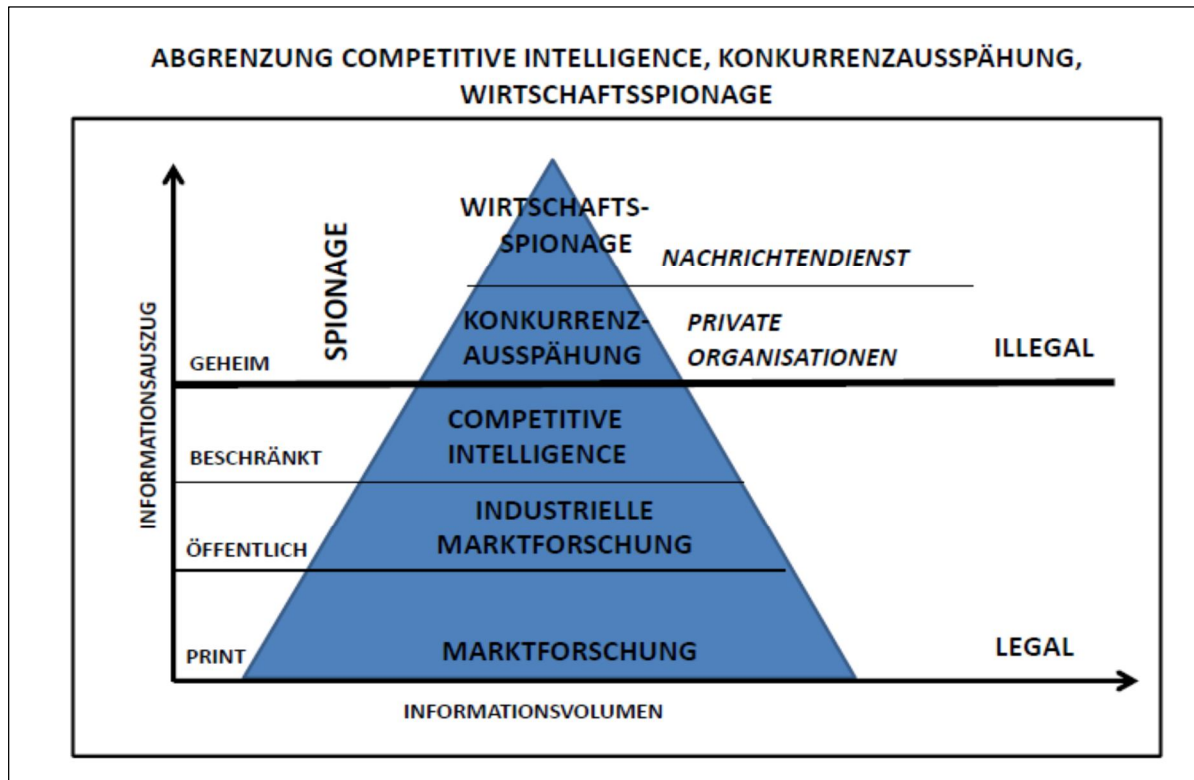 ABGRENZUNG COMPETITIVE INTELLIGENCE, KONKURRENZAUSSPÄHUNG,
WIRTSCHAFTSSPIONAGE
INFORMATIONSAUSZUG
SPIONAGE
WIRTSCHAFTS-
SPIONAGE
NACHRICHTENDIENST
KONKURRENZ-
AUSSPÄHUNG
PRIVATE
ORGANISATIONEN
ILLEGAL
GEHEIM
COMPETITIVE
INTELLIGENCE
BESCHRÄNKT
INDUSTRIELLE
MARKTFORSCHUNG
ÖFFENTLICH
MARKTFORSCHUNG
PRINT
LEGAL
INFORMATIONSVOLUMEN